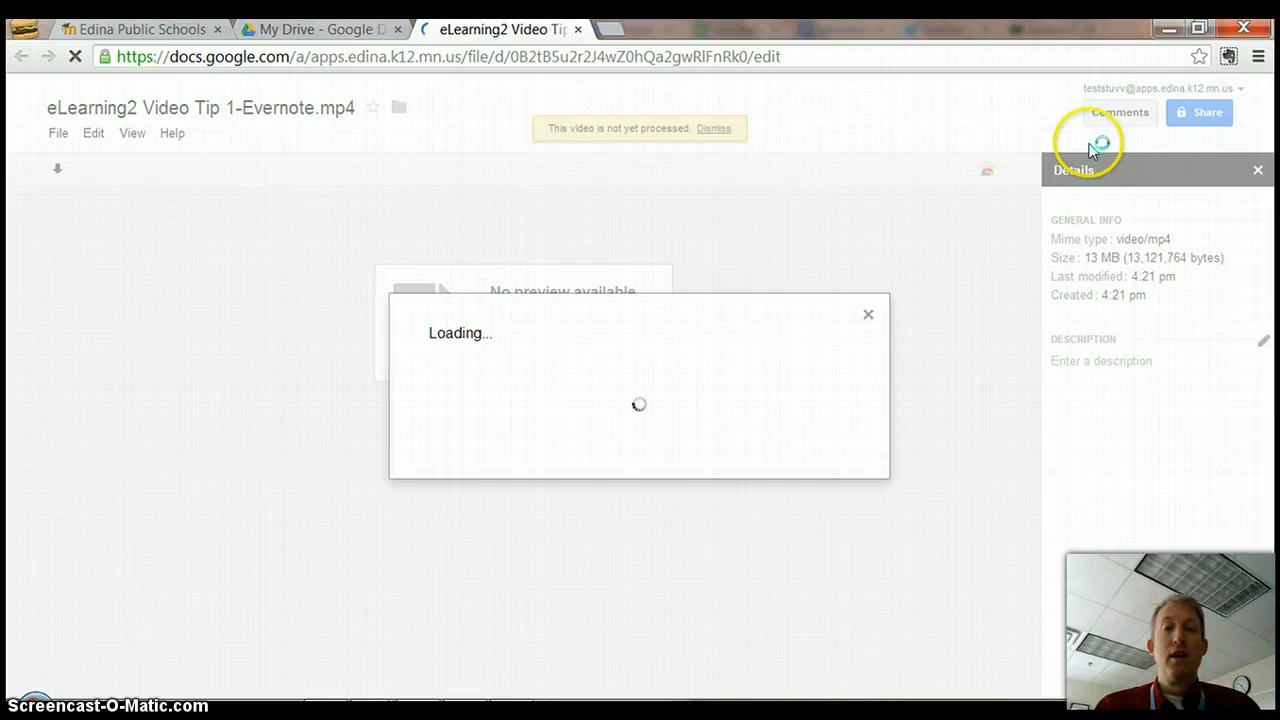 Edina Public Schools
My Drive - Google D
eLearning2 Video Tip
https://docs.google.com/a/apps.edina.k12.mn.us/file/d/0B2tB5u2r2J4wZ0hQa2gwRlFnRk0/edit
teststuvv@apps.edina.k12.mn.us
eLearning2 Video Tip 1-Evernote.mp4
Comments
Share
File Edit View Help
This video is not yet processed. Dismiss
Details
GENERAL INFO
Mime type : video/mp4
Size : 13 MB (13,121,764 bytes)
Last modified : 4:21 pm
Created : 4:21 pm
No preview available
Loading...
DESCRIPTION
Enter a description
Screencast-O-Matic.com